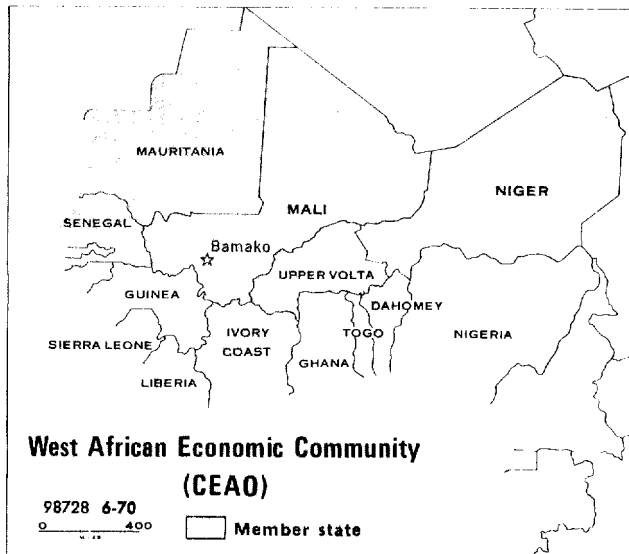 MAURITANIA
NIGER
MALI
SENEGAL
Bamako
UPPER VOLTA
GUINEA
DAHOMEY
IVORY
COAST
TOGO
NIGERIA
SIERRA LEONE
GHANA
LIBERIA
West African Economic Community
(CEAO)
98728 6-70
0 400
Member state